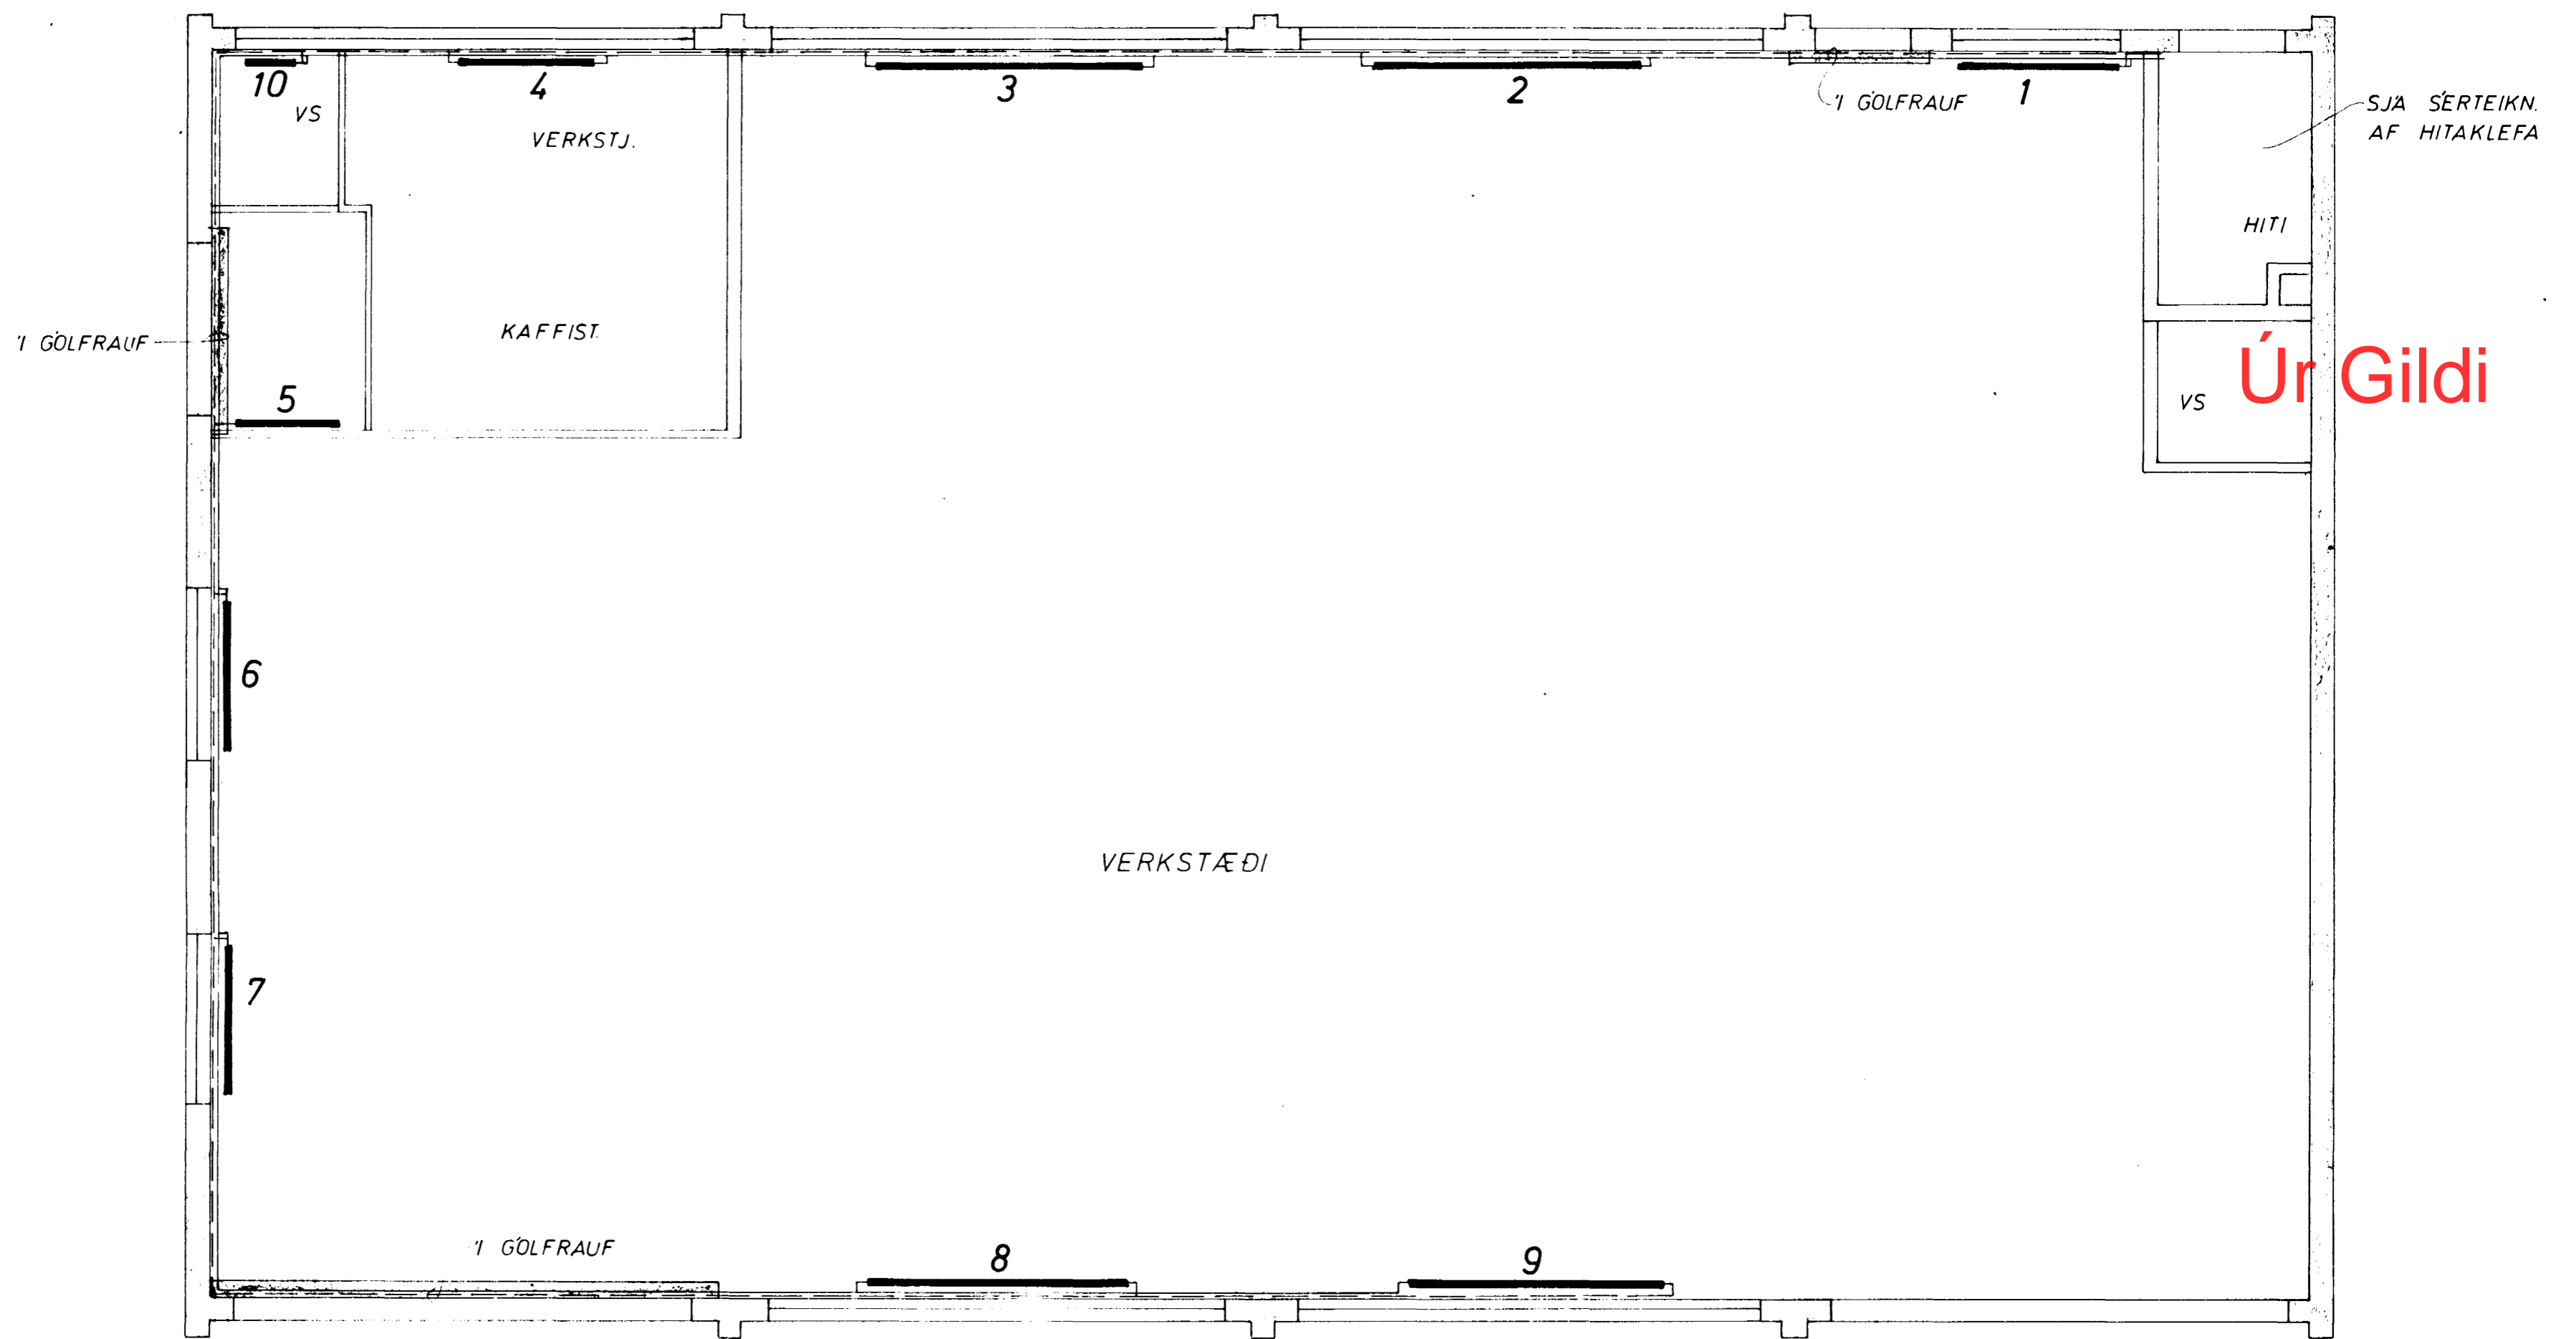 10
4
3
2
1
VS
VERKSTJ.
Í GÓLFRAUF
SJÁ SÉRTEIKN.
AF HITAKLEFA
HITI
Í GÓLFRAUF
KAFFIST.
Úr Gildi
VS
5
6
VERKSTÆÐI
7
Í GÓLFRAUF
8
9